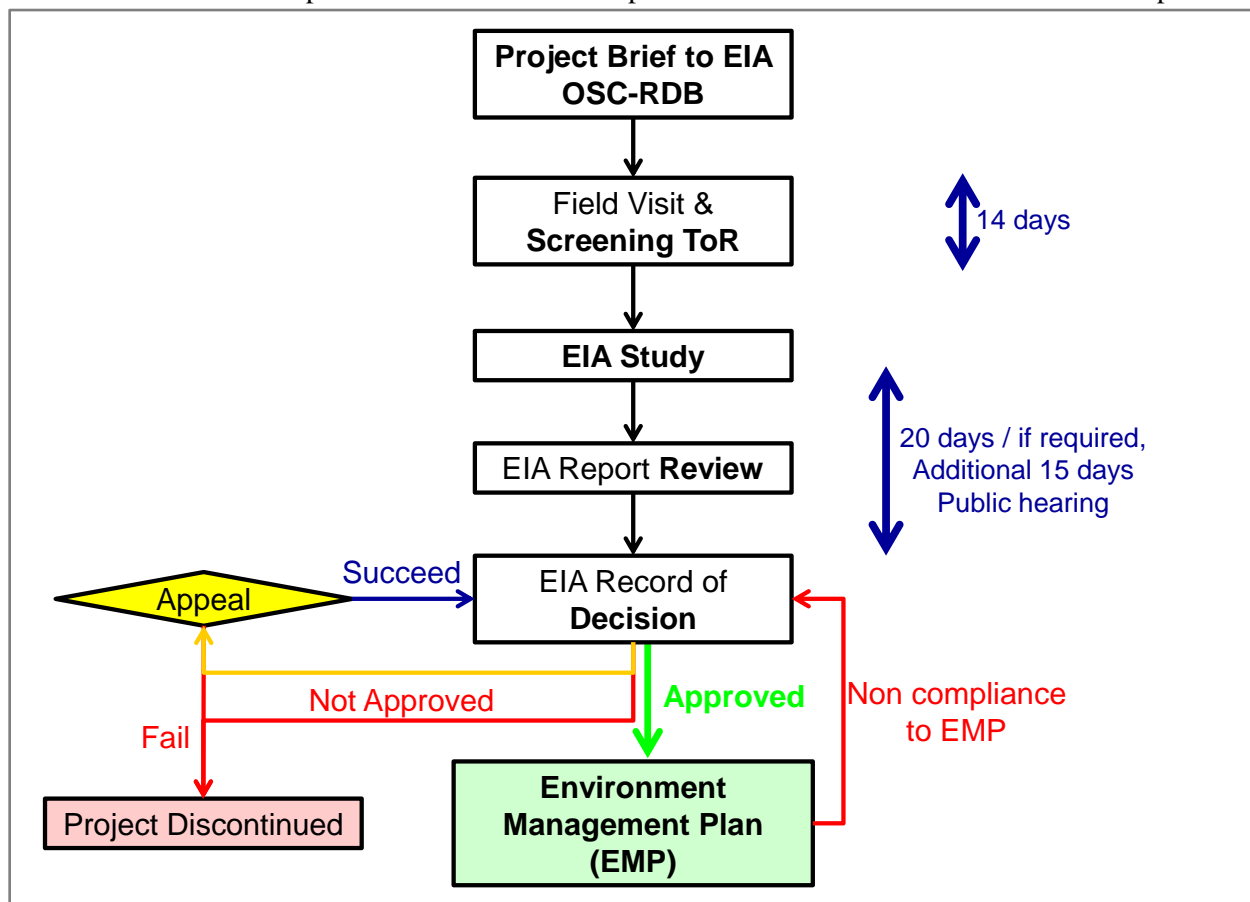 Project Brief to EIA
OSC-RDB
Field Visit &
Screening ToR
14 days
EIA Study
20 days / if required,
Additional 15 days
Public hearing
EIA Report Review
Succeed
Appeal
EIA Record of
Decision
Not Approved
Approved
Non compliance
to EMP
Fail
Environment
Management Plan
(EMP)
Project Discontinued